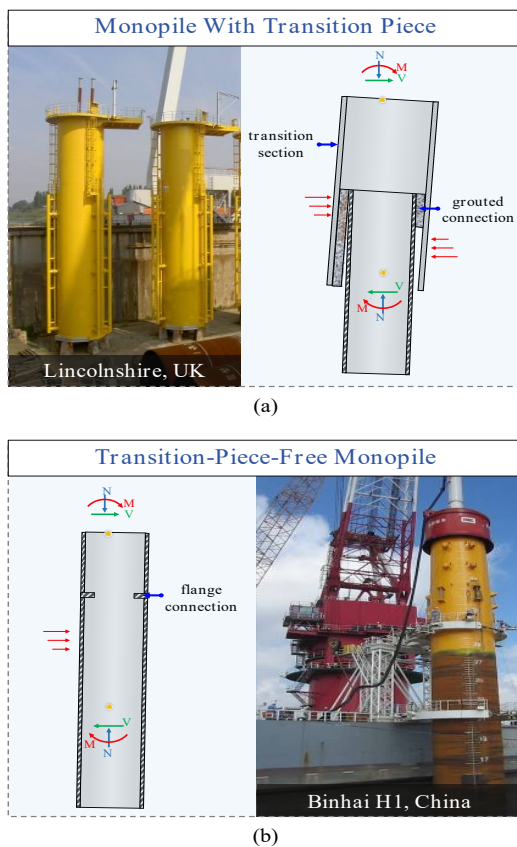 Monopile With Transition Piece
N
M
V
transition
section
grouted
connection
V
M
N
Lincolnshire, UK
(a)
Transition-Piece-Free Monopile
N
M
V
flange
connection
V
M
N
Binhai H1, China
(b)